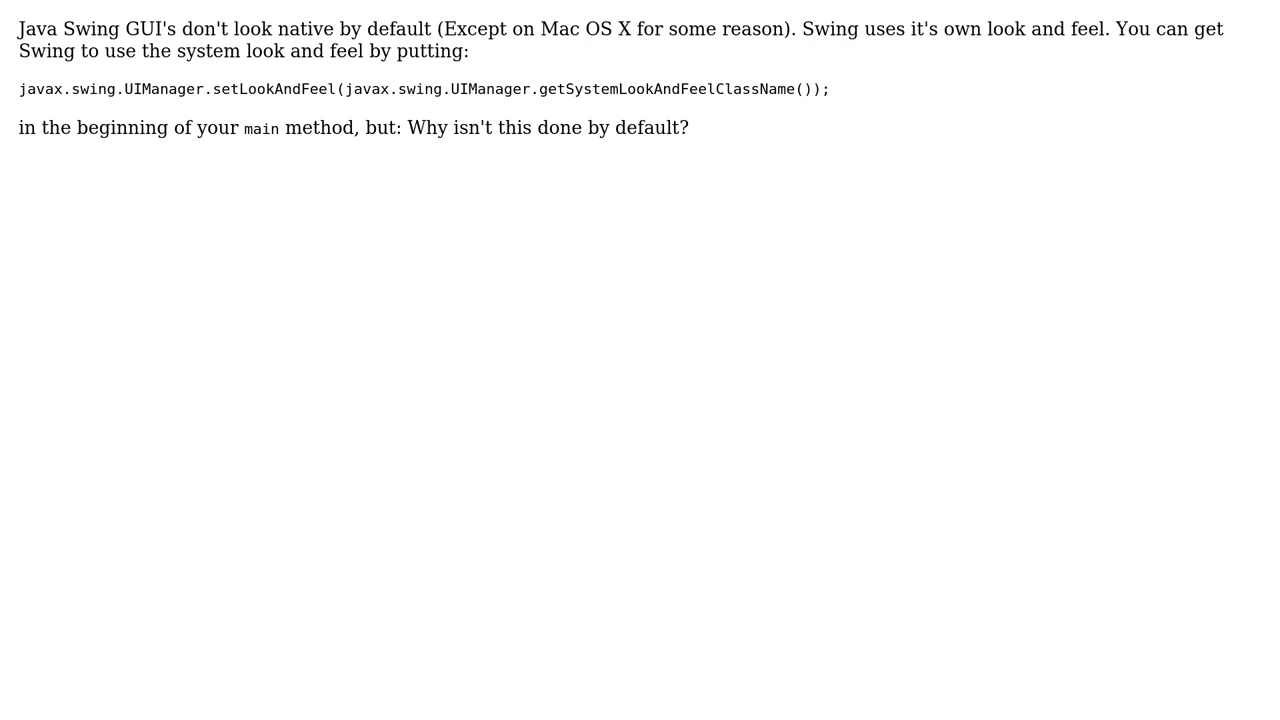 Java Swing GUI's don't look native by default (Except on Mac OS X for some reason). Swing uses it's own look and feel. You can get
Swing to use the system look and feel by putting:
javax.swing.UIManager.setLookAndFeel(javax.swing.UIManager.getSystemLookAndFeelClassName());
in the beginning of your main method, but: Why isn't this done by default?